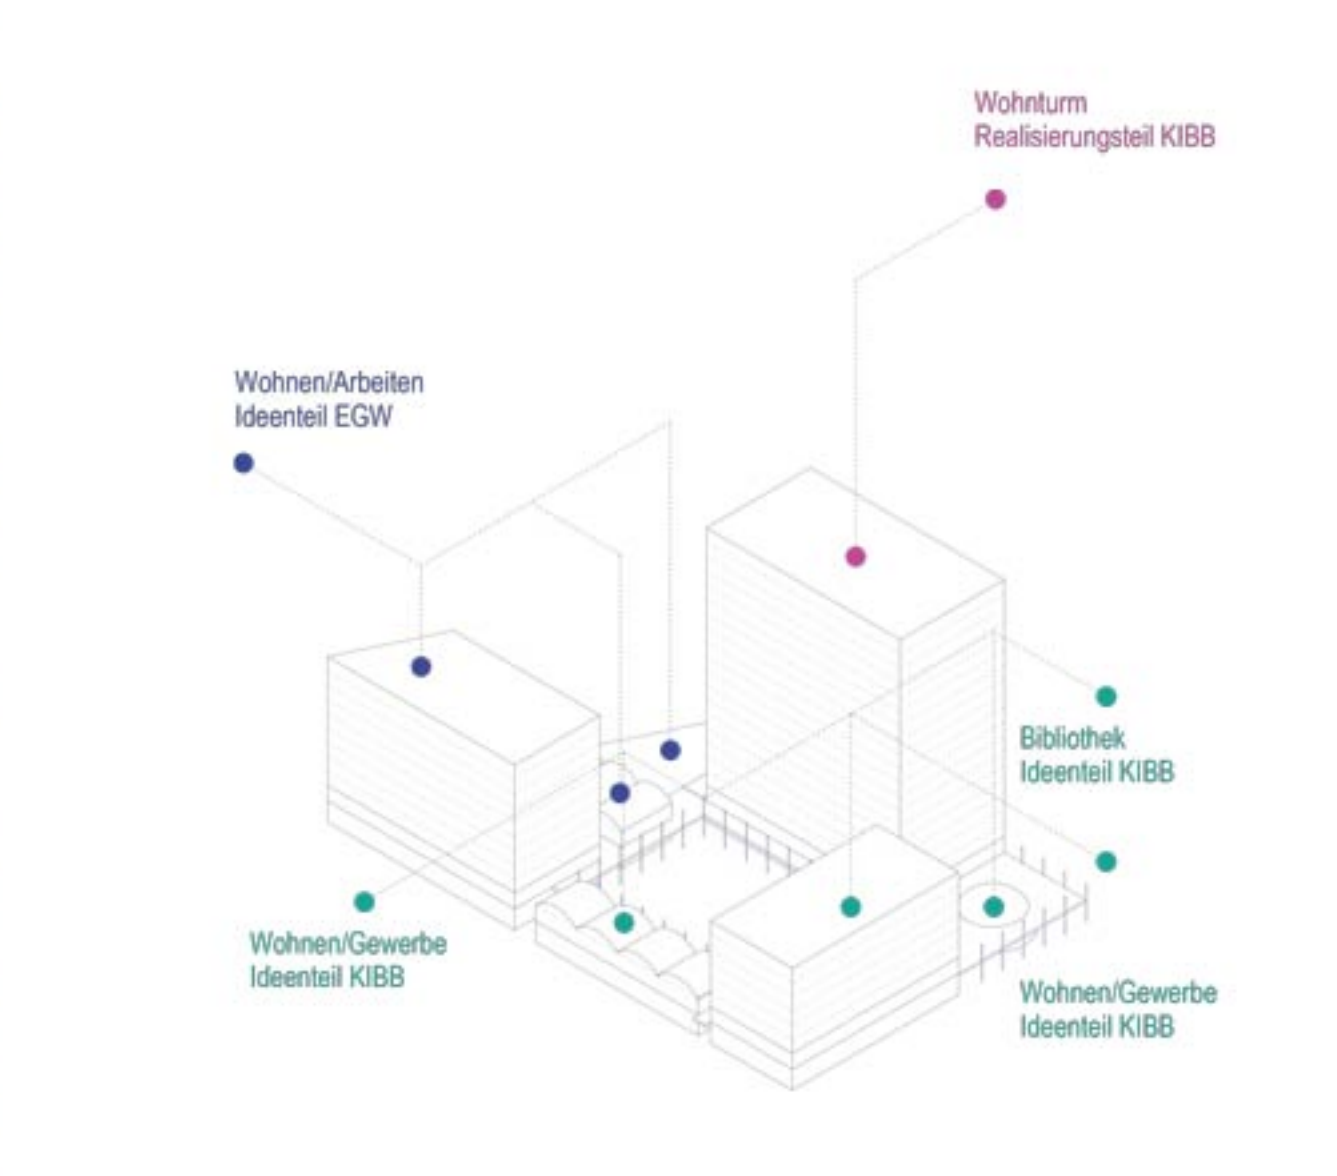 Wohnturm
Realisierungsteil KIBB
Wohnen/Arbeiten
Ideenteil EGW
Bibliothek
Ideenteil KIBB
Wohnen/Gewerbe
Ideenteil KIBB
Wohnen/Gewerbe
Ideenteil KIBB